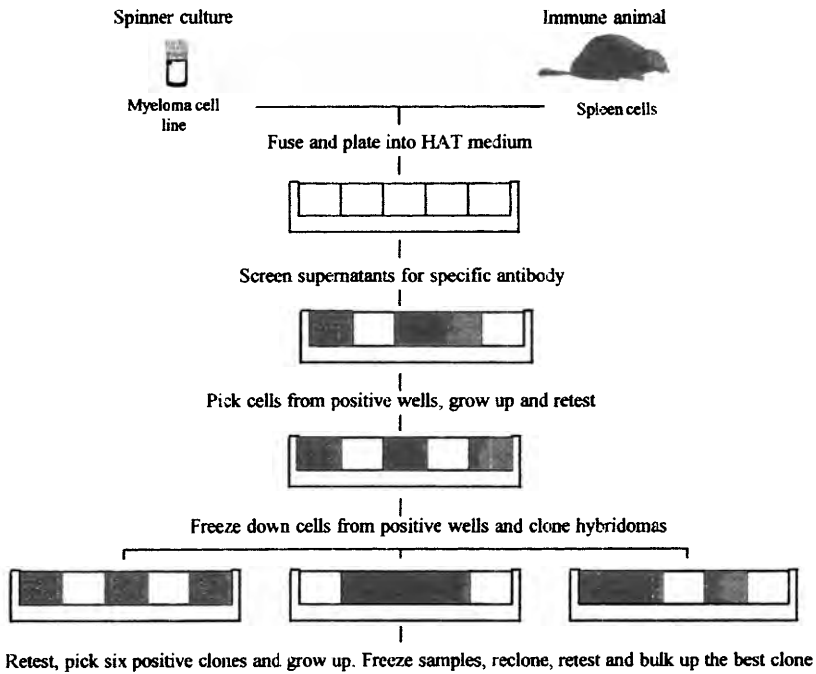 Spinner culture
Immune animal
Myeloma cell
line
Spleen cells
Fuse and plate into HAT medium
Screen supernatants for specific antibody
Pick cells from positive wells, grow up and retest
Freeze down cells from positive wells and clone hybridomas
Retest, pick six positive clones and grow up. Freeze samples, reclone, retest and bulk up the best clone